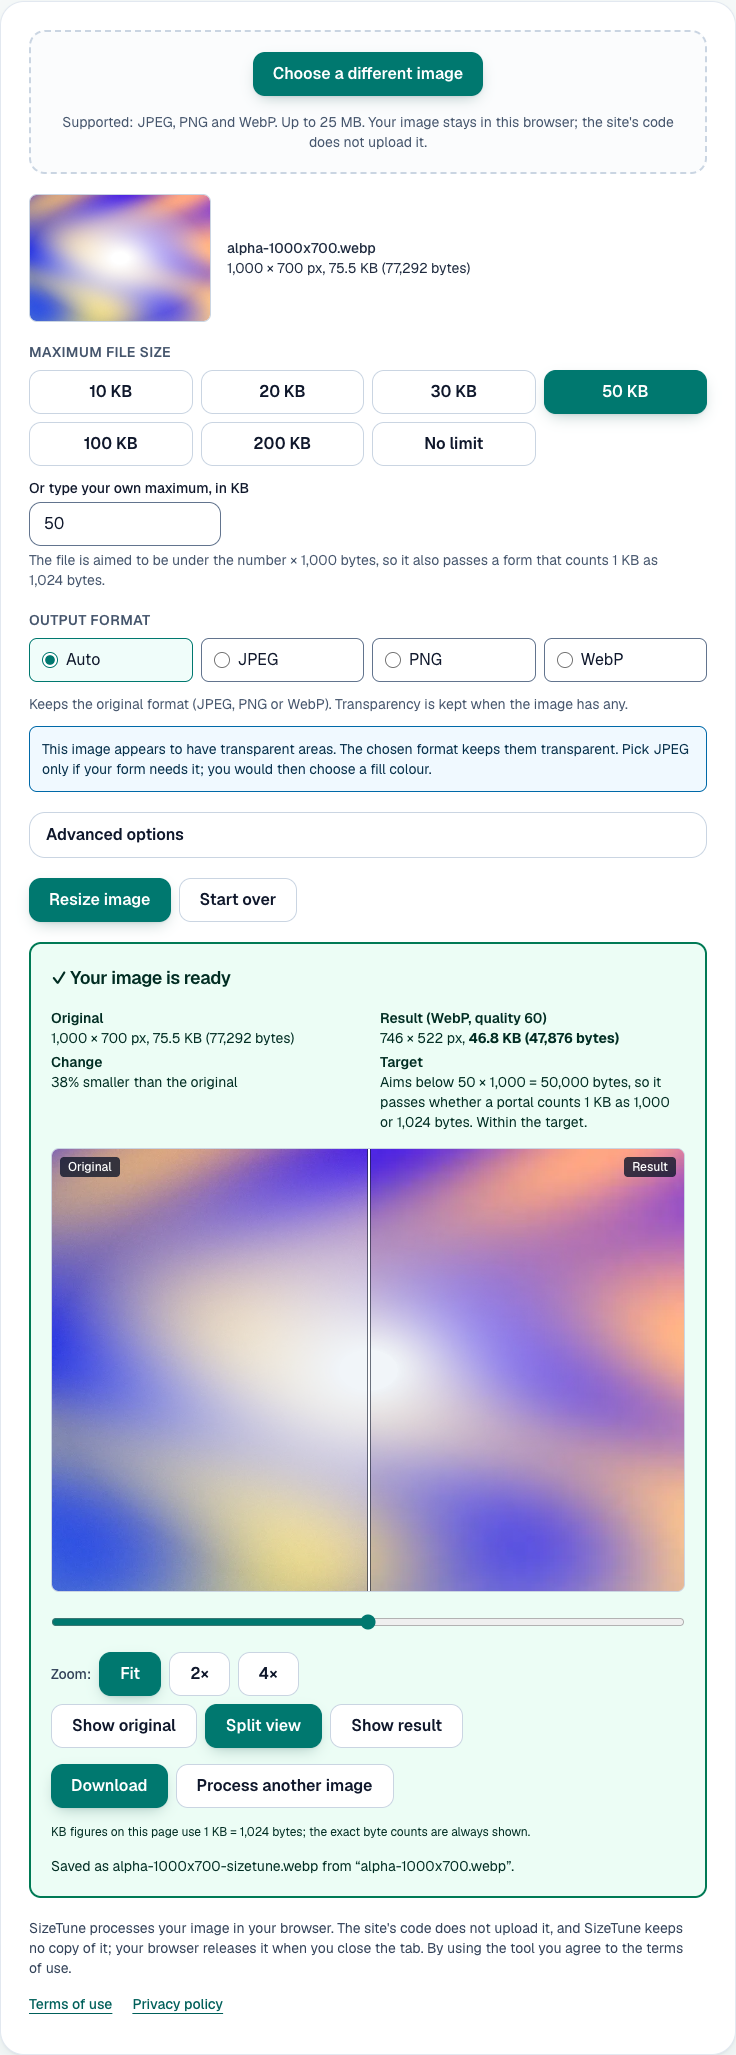 Choose a different image
Supported: JPEG, PNG and WebP. Up to 25 MB. Your image stays in this browser; the site's code
does not upload it.
alpha-1000x700.webp
1,000 × 700 px, 75.5 KB (77,292 bytes)
MAXIMUM FILE SIZE
10 KB
20 KB
30 KB
50 KB
100 KB
200 KB
No limit
Or type your own maximum, in KB
50
The file is aimed to be under the number × 1,000 bytes, so it also passes a form that counts 1 KB as
1,024 bytes.
OUTPUT FORMAT
Auto
JPEG
PNG
WebP
Keeps the original format (JPEG, PNG or WebP). Transparency is kept when the image has any.
This image appears to have transparent areas. The chosen format keeps them transparent. Pick JPEG
only if your form needs it; you would then choose a fill colour.
Advanced options
Resize image
Start over
✓ Your image is ready
Original
1,000 × 700 px, 75.5 KB (77,292 bytes)
Result (WebP, quality 60)
746 × 522 px, 46.8 KB (47,876 bytes)
Change
38% smaller than the original
Target
Aims below 50 × 1,000 = 50,000 bytes, so it
passes whether a portal counts 1 KB as 1,000
or 1,024 bytes. Within the target.
Original
Result
Zoom:
Fit
2×
4×
Show original
Split view
Show result
Download
Process another image
KB figures on this page use 1 KB = 1,024 bytes; the exact byte counts are always shown.
Saved as alpha-1000x700-sizetune.webp from “alpha-1000x700.webp”.
SizeTune processes your image in your browser. The site's code does not upload it, and SizeTune keeps
no copy of it; your browser releases it when you close the tab. By using the tool you agree to the terms
of use.
Terms of use
Privacy policy